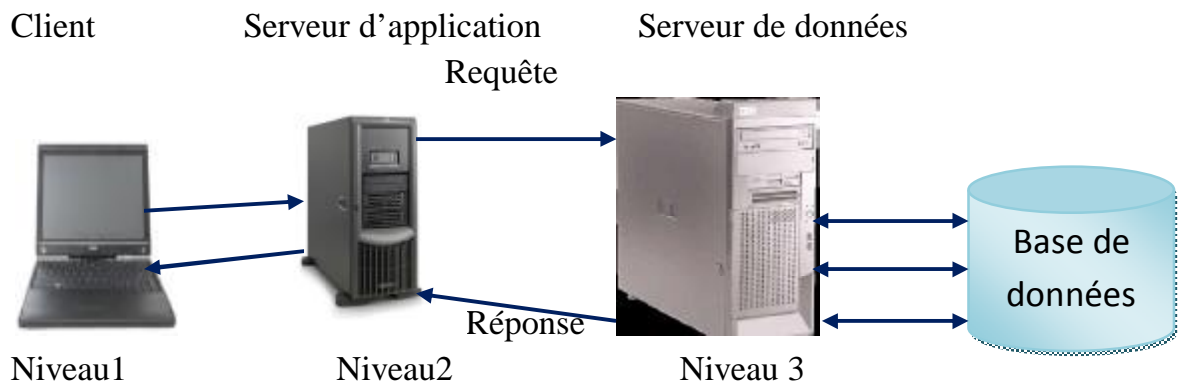 Client Serveur d’application Serveur de données
Requête
Base de
données
Réponse
Niveau1 Niveau2 Niveau 3